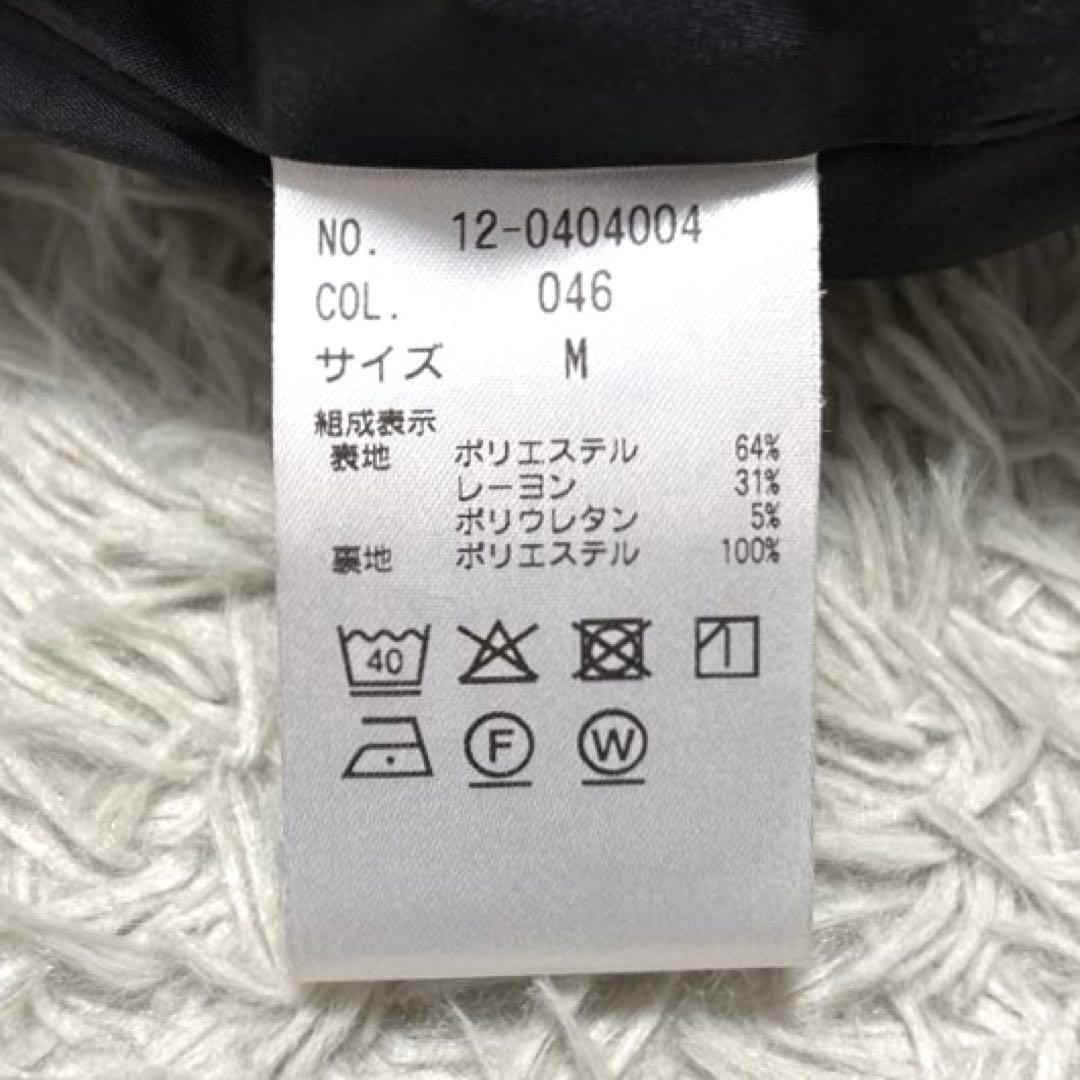 NO. 12-0404004
COL. 046
サイズ M
組成表示
表地 ポリエステル 64%
レーヨン 31%
ポリウレタン 5%
裏地 ポリエステル 100%
40
F W